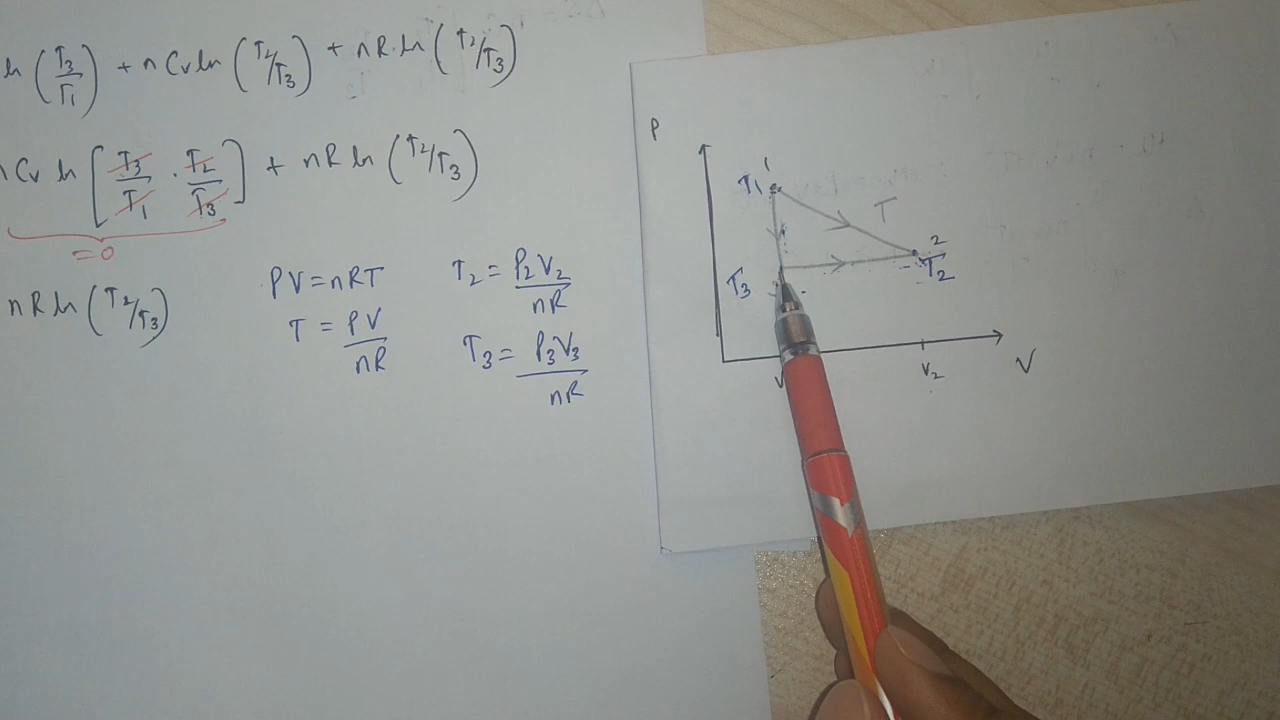 ln (T3/T1) + nCv ln (T2/T3) + nR ln (T2/T3)
nCv ln [T3/T1 · T2/T3] + nR ln (T2/T3)
= 0
nR ln (T2/T3)
PV = nRT
T = PV/nR
T2 = P2V2/nR
T3 = P3V3/nR
P
1
T1
T
2
T2
T3
V
V2
V